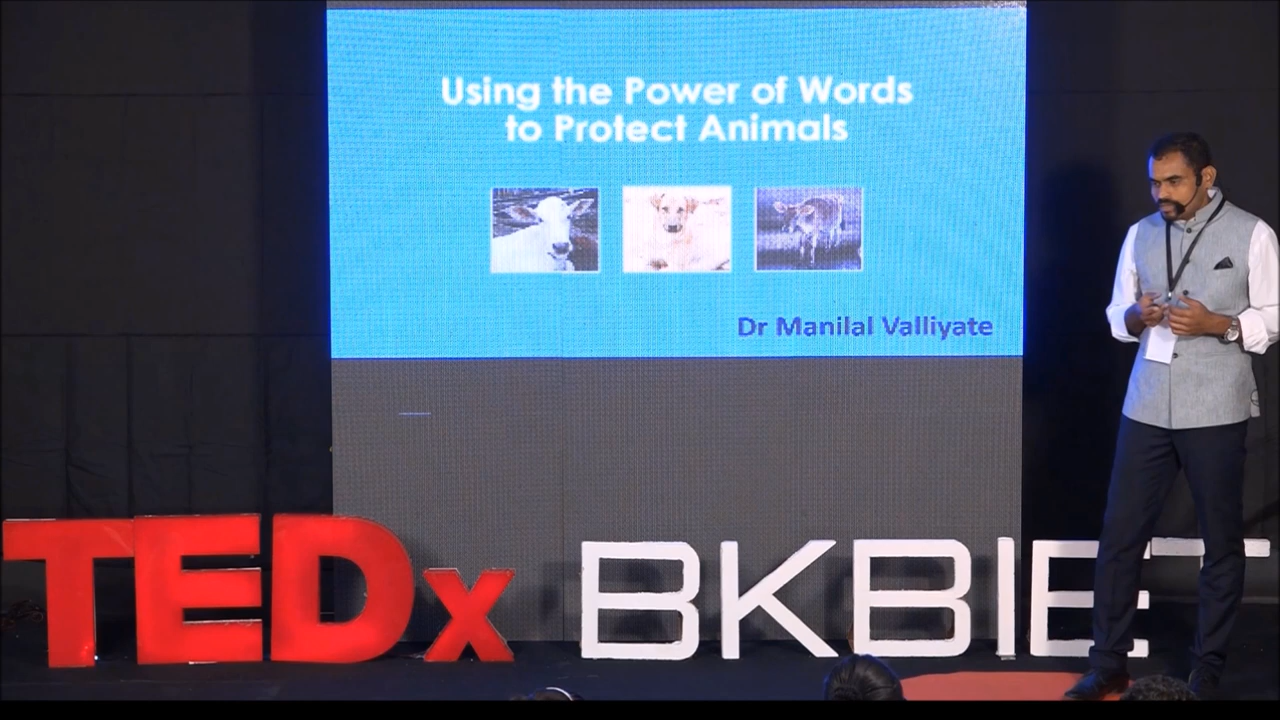 Using the Power of Words
to Protect Animals
Dr Manilal Valliyate
TEDx BKBIET